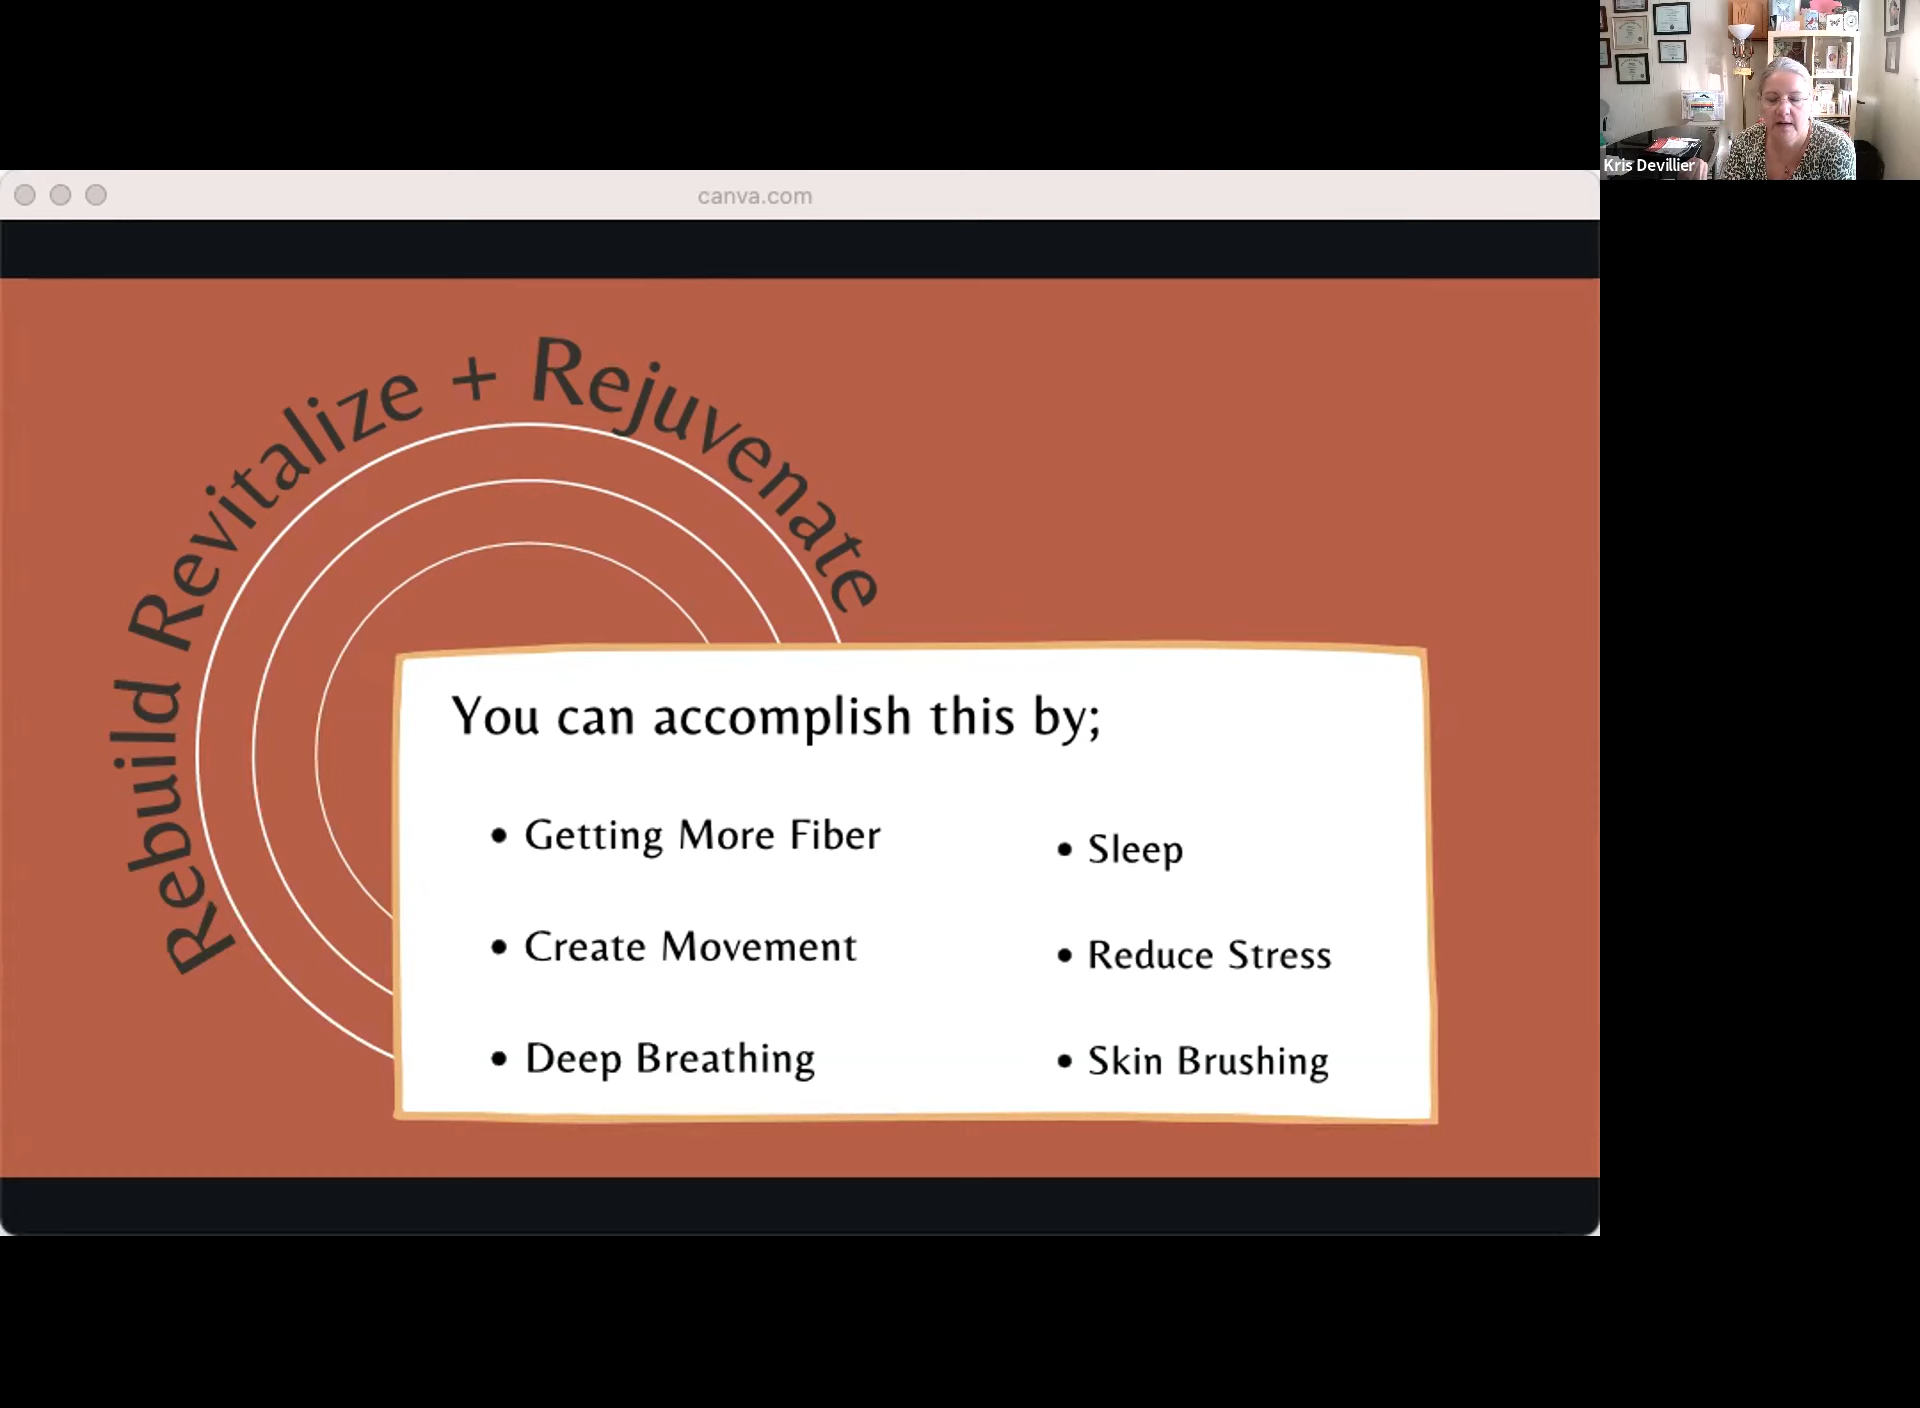 Kris Devillier
canva.com
Rebuild Revitalize + Rejuvenate
You can accomplish this by;
• Getting More Fiber
• Create Movement
• Deep Breathing
• Sleep
• Reduce Stress
• Skin Brushing